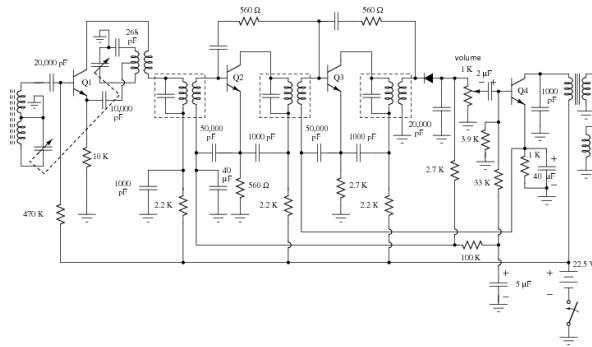 560 Ω
560 Ω
268 pF
20,000 pF
Q1
10,000 pF
Q2
Q3
volume
1 K
2 µF
Q4
1000 pF
20,000 pF
50,000 pF
1000 pF
50,000 pF
1000 pF
3.9 K
10 K
1 K
40 µF
+
−
1000 pF
40 µF
560 Ω
2.7 K
2.7 K
33 K
470 K
2.2 K
2.2 K
2.2 K
100 K
22.5 V
5 µF
+
−
+
−